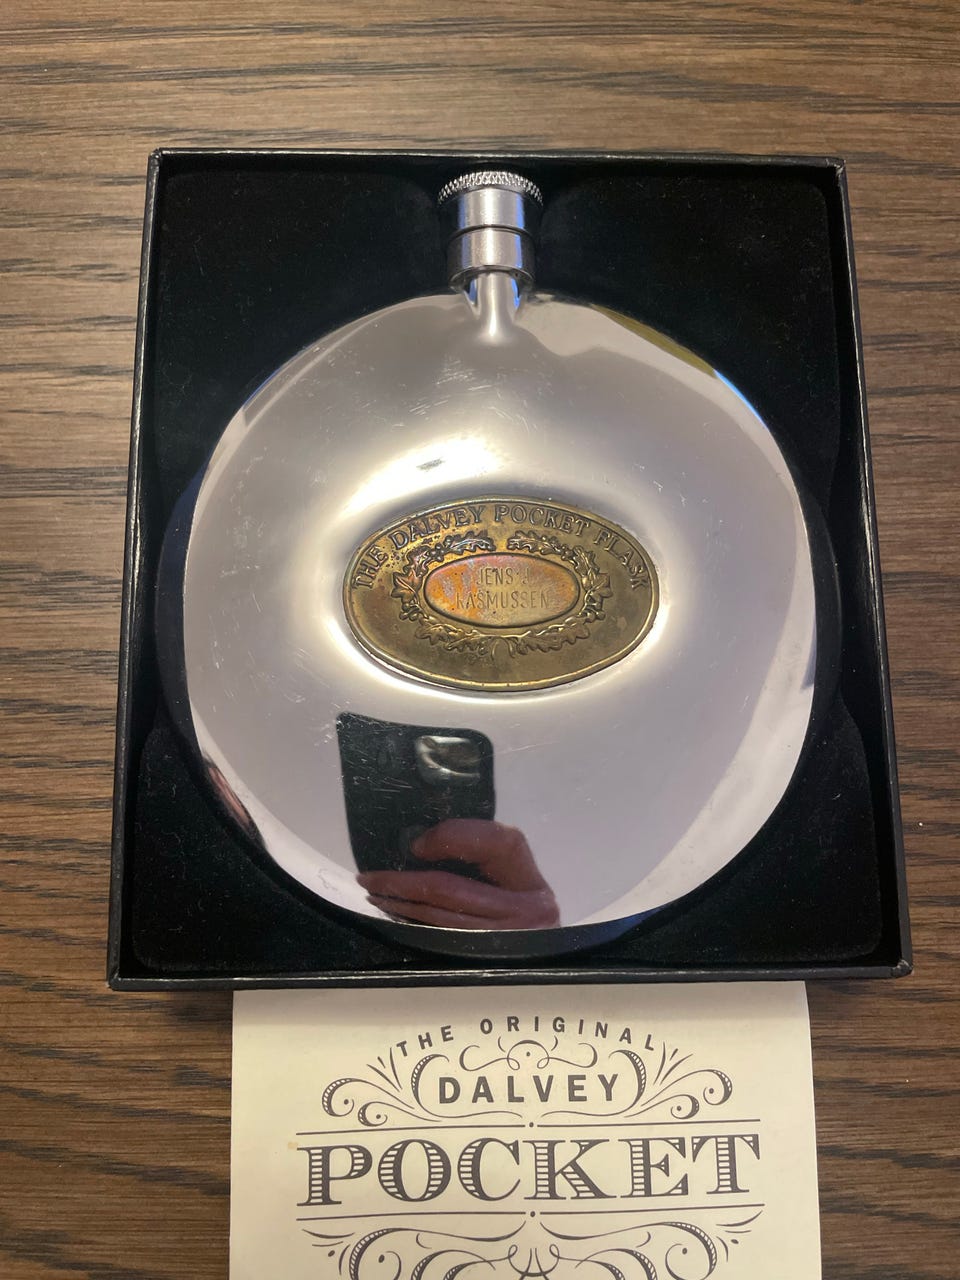 THE DALVEY POCKET FLASK
JENS
RASMUSSEN
THE ORIGINAL
DALVEY
POCKET